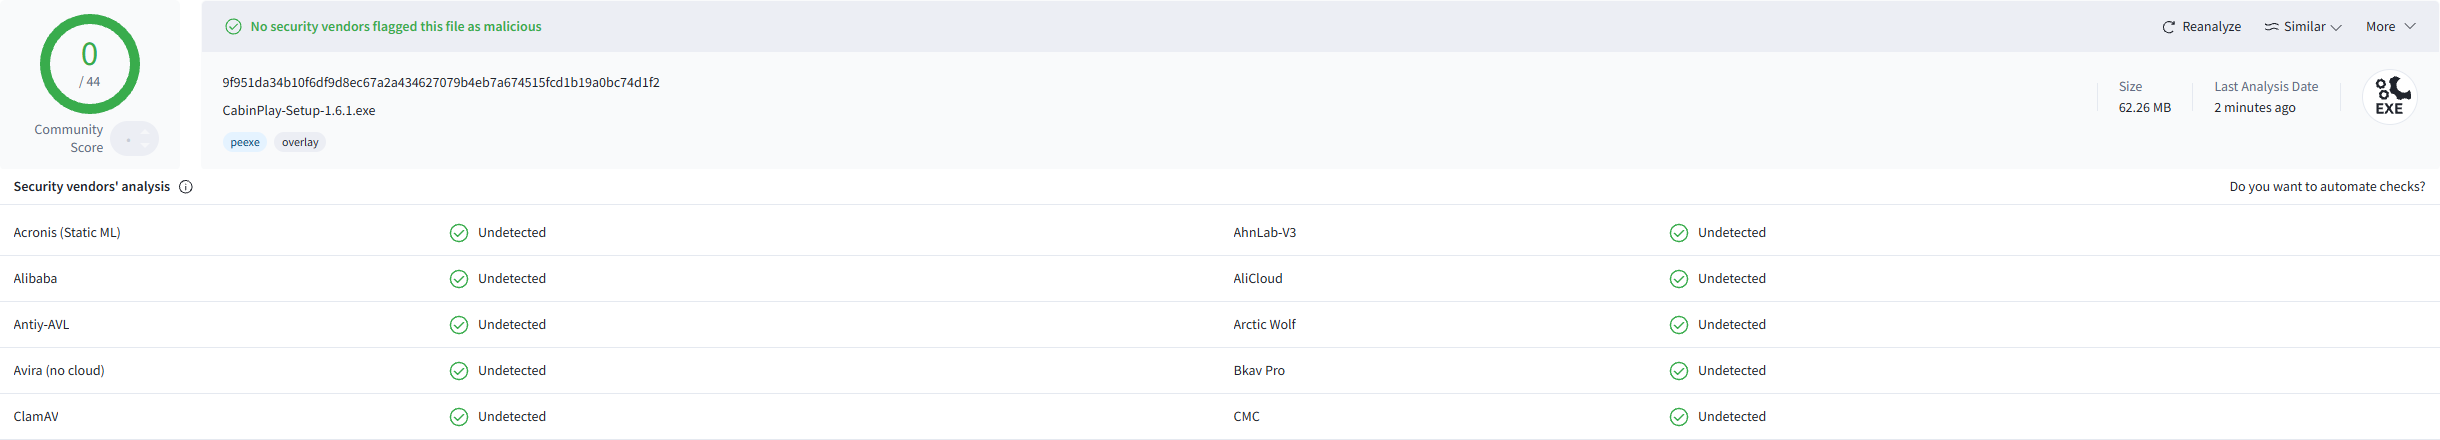 0
/ 44
Community
Score
No security vendors flagged this file as malicious
Reanalyze
Similar
More
9f951da34b10f6df9d8ec67a2a434627079b4eb7a674515fcd1b19a0bc74d1f2
CabinPlay-Setup-1.6.1.exe
peexe
overlay
Size
62.26 MB
Last Analysis Date
2 minutes ago
EXE
Security vendors' analysis
Do you want to automate checks?
Acronis (Static ML) Undetected AhnLab-V3 Undetected
Alibaba Undetected AliCloud Undetected
Antiy-AVL Undetected Arctic Wolf Undetected
Avira (no cloud) Undetected Bkav Pro Undetected
ClamAV Undetected CMC Undetected